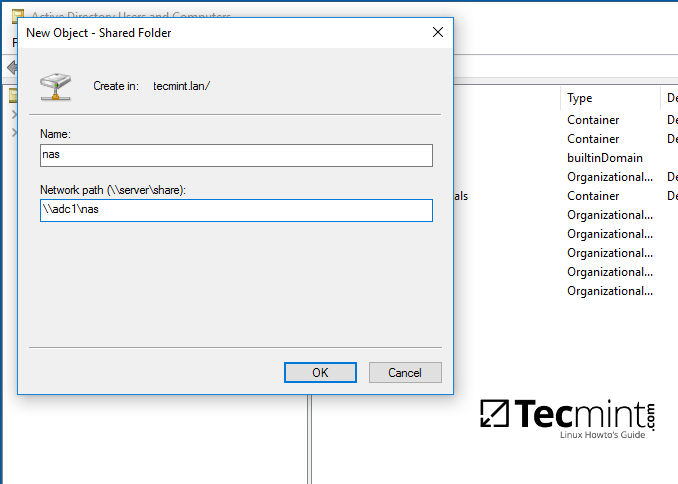 Active Directory Users and Computers
New Object - Shared Folder
Create in: tecmint.lan/
Name:
nas
Network path (\\server\share):
\\adc1\nas
OK Cancel
Type De
Container De
Container De
builtinDomain
Organizational... De
als Container De
Organizational...
Organizational...
Organizational...
Organizational...
Organizational...
Tecmint.com
Linux Howto's Guide